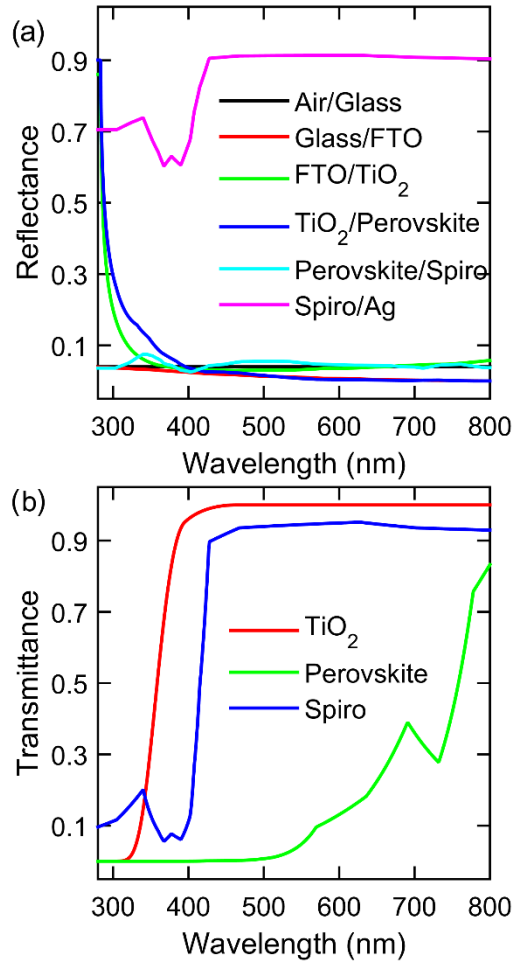 (a)
Reflectance
0.9
0.7
0.5
0.3
0.1
Air/Glass
Glass/FTO
FTO/TiO₂
TiO₂/Perovskite
Perovskite/Spiro
Spiro/Ag
300 400 500 600 700 800
Wavelength (nm)
(b)
Transmittance
0.9
0.7
0.5
0.3
0.1
TiO₂
Perovskite
Spiro
300 400 500 600 700 800
Wavelength (nm)